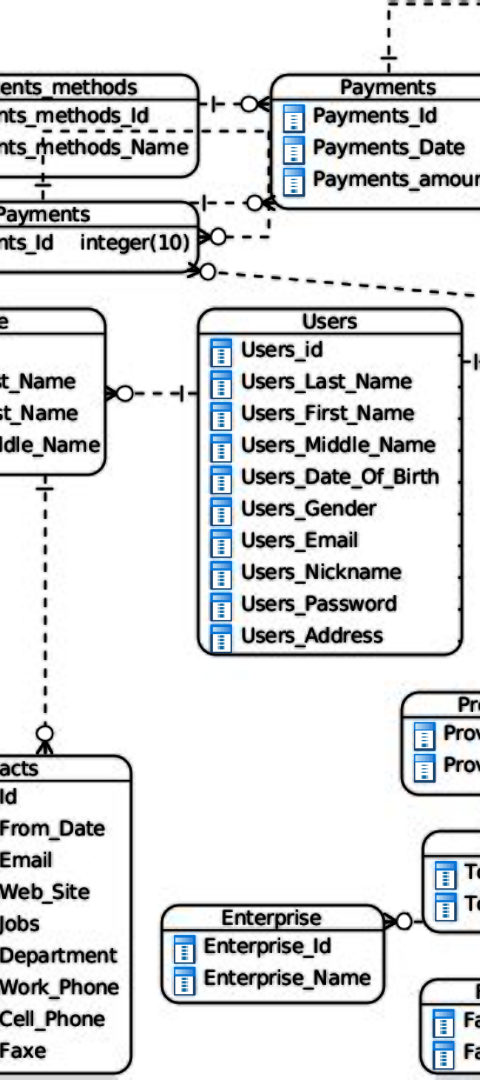 ents_methods
nts_methods_Id
nts_methods_Name
Payments
Payments_Id
Payments_Date
Payments_amour
Payments
nts_Id integer(10)
e
st_Name
st_Name
ddle_Name
Users
Users_id
Users_Last_Name
Users_First_Name
Users_Middle_Name
Users_Date_Of_Birth
Users_Gender
Users_Email
Users_Nickname
Users_Password
Users_Address
acts
Id
From_Date
Email
Web_Site
Jobs
Department
Work_Phone
Cell_Phone
Faxe
Enterprise
Enterprise_Id
Enterprise_Name
Pro
Prov
Prov
Te
Te
Fa
Fa